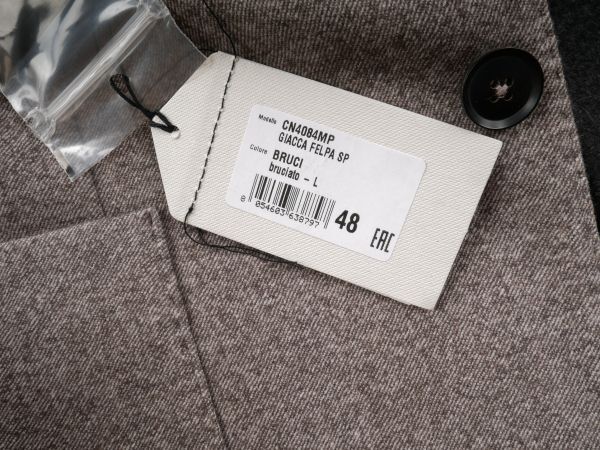 Modello CN4084MP
GIACCA FELPA SP
Colore BRUCI
bruciato - L
8 054603 638797
48
EAC